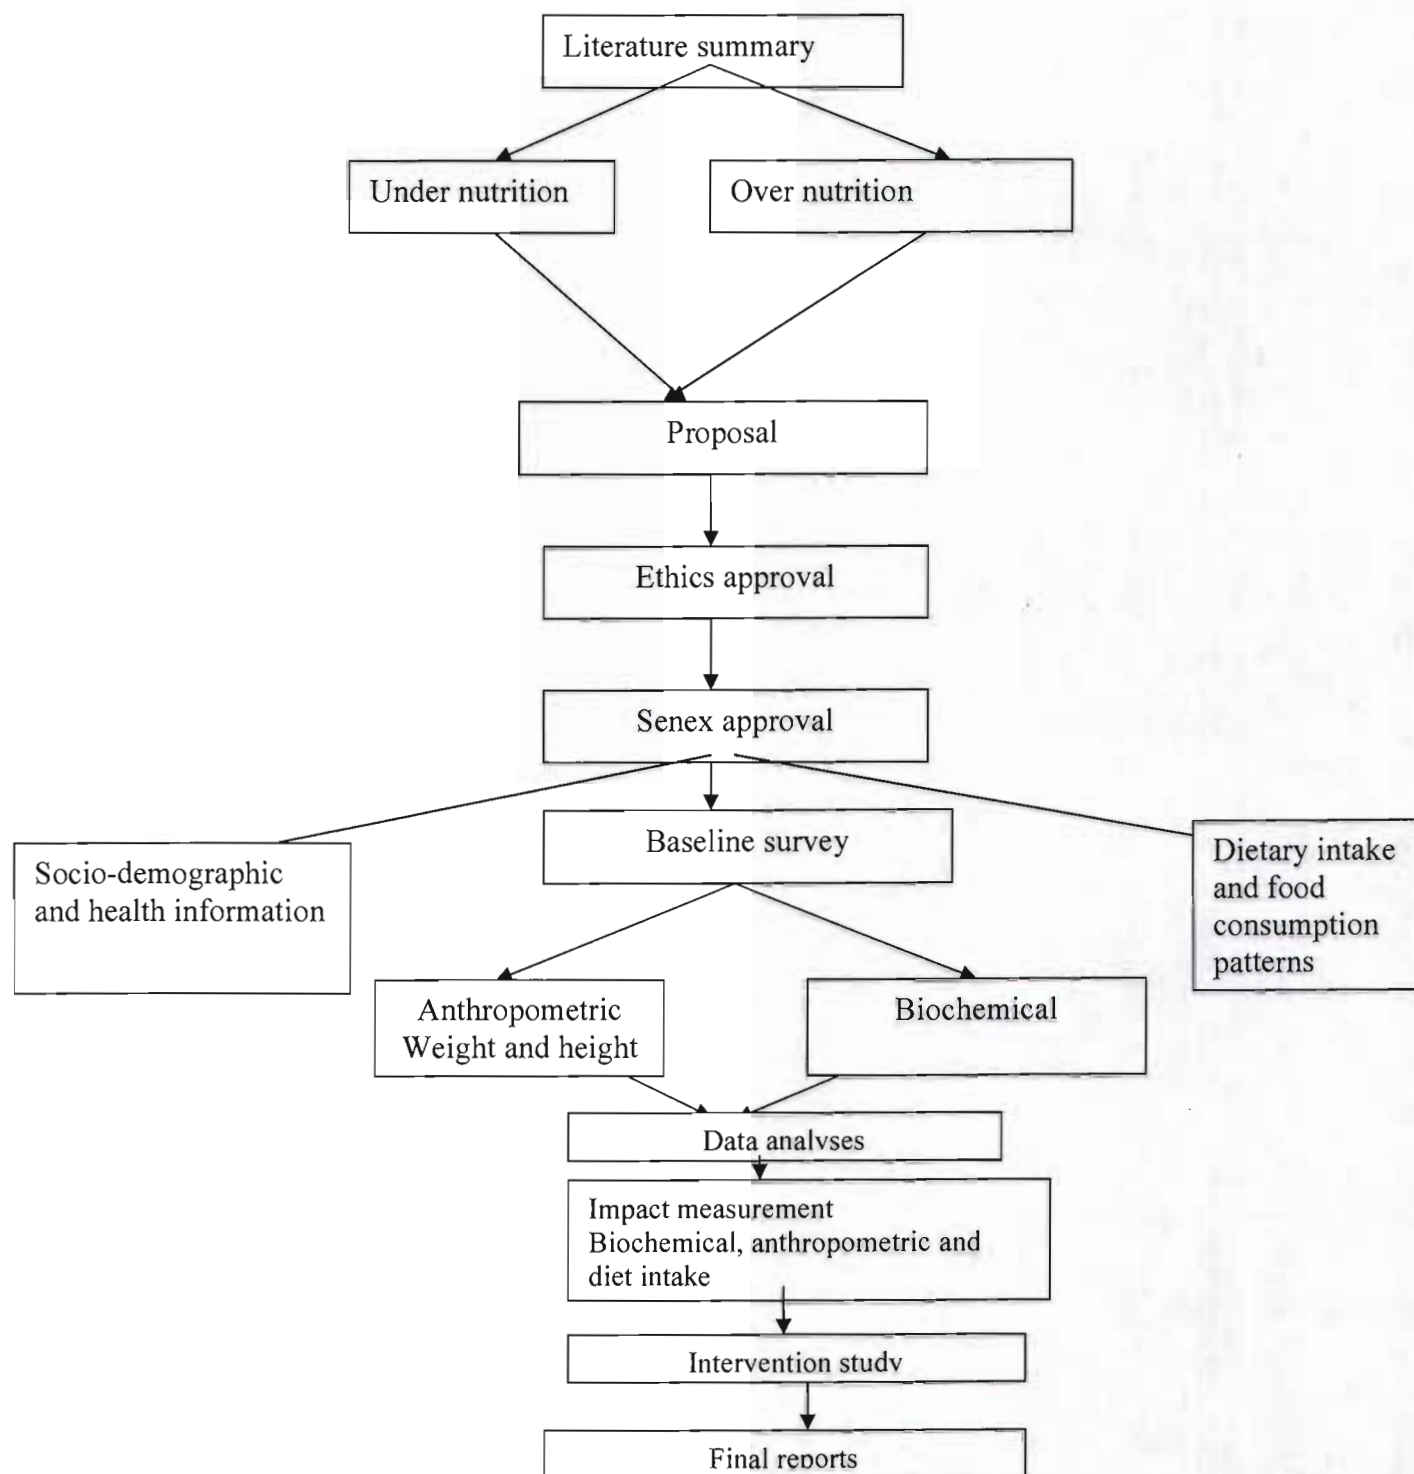 Literature summary
Under nutrition
Over nutrition
Proposal
Ethics approval
Senex approval
Baseline survey
Socio-demographic
and health information
Dietary intake
and food
consumption
patterns
Anthropometric
Weight and height
Biochemical
Data analyses
Impact measurement
Biochemical, anthropometric and
diet intake
Intervention study
Final reports